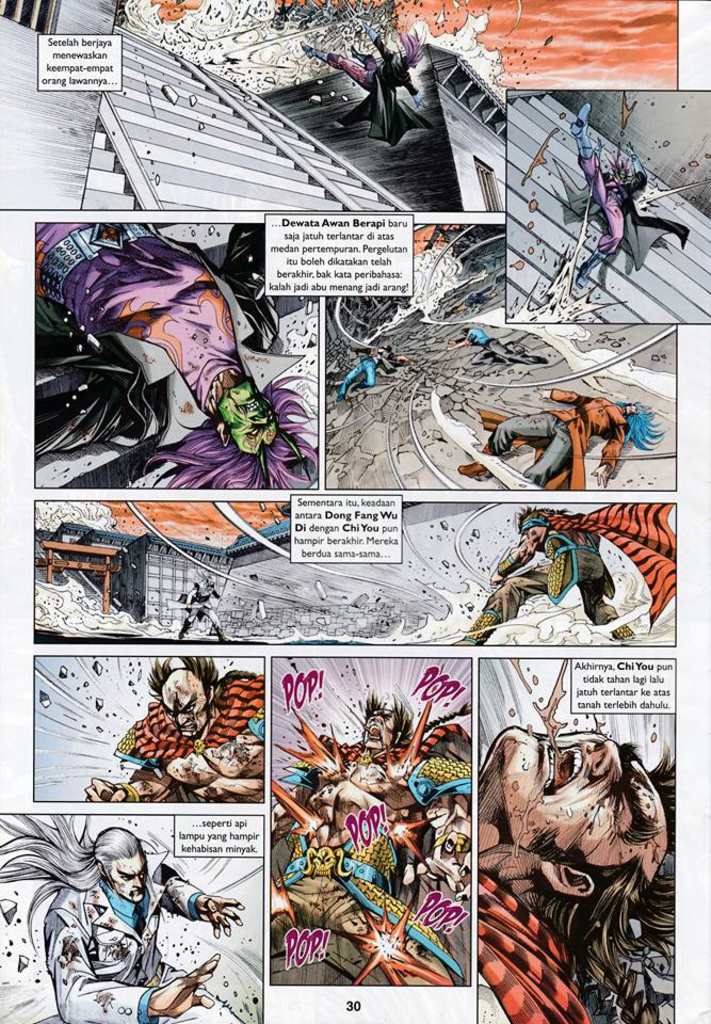 Setelah berjaya
menewaskan
keempat-empat
orang lawannya...
...Dewata Awan Berapi baru
saja jatuh terlantar di atas
medan pertempuran. Pergelutan
itu boleh dikatakan telah
berakhir, bak kata peribahasa:
kalah jadi abu menang jadi arang!
Sementara itu, keadaan
antara Dong Fang Wu
Di dengan Chi You pun
hampir berakhir. Mereka
berdua sama-sama...
...seperti api
lampu yang hampir
kehabisan minyak.
POP!
POP!
POP!
POP!
POP!
Akhirnya, Chi You pun
tidak tahan lagi lalu
jatuh terlantar ke atas
tanah terlebih dahulu.
30